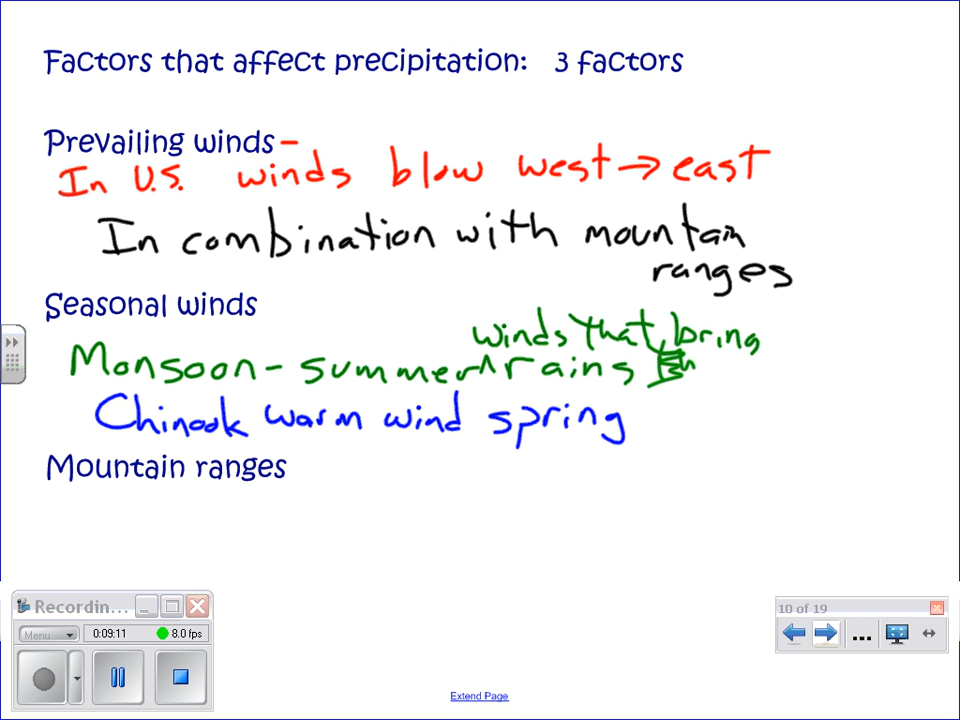 Factors that affect precipitation: 3 factors
Prevailing winds -
In U.S. winds blow west → east
In combination with mountain
ranges
Seasonal winds
winds that bring
Monsoon - summer ^ rains
Chinook warm wind spring
Mountain ranges
Recordin...
Menu
0:09:11
8.0 fps
10 of 19
...
Extend Page